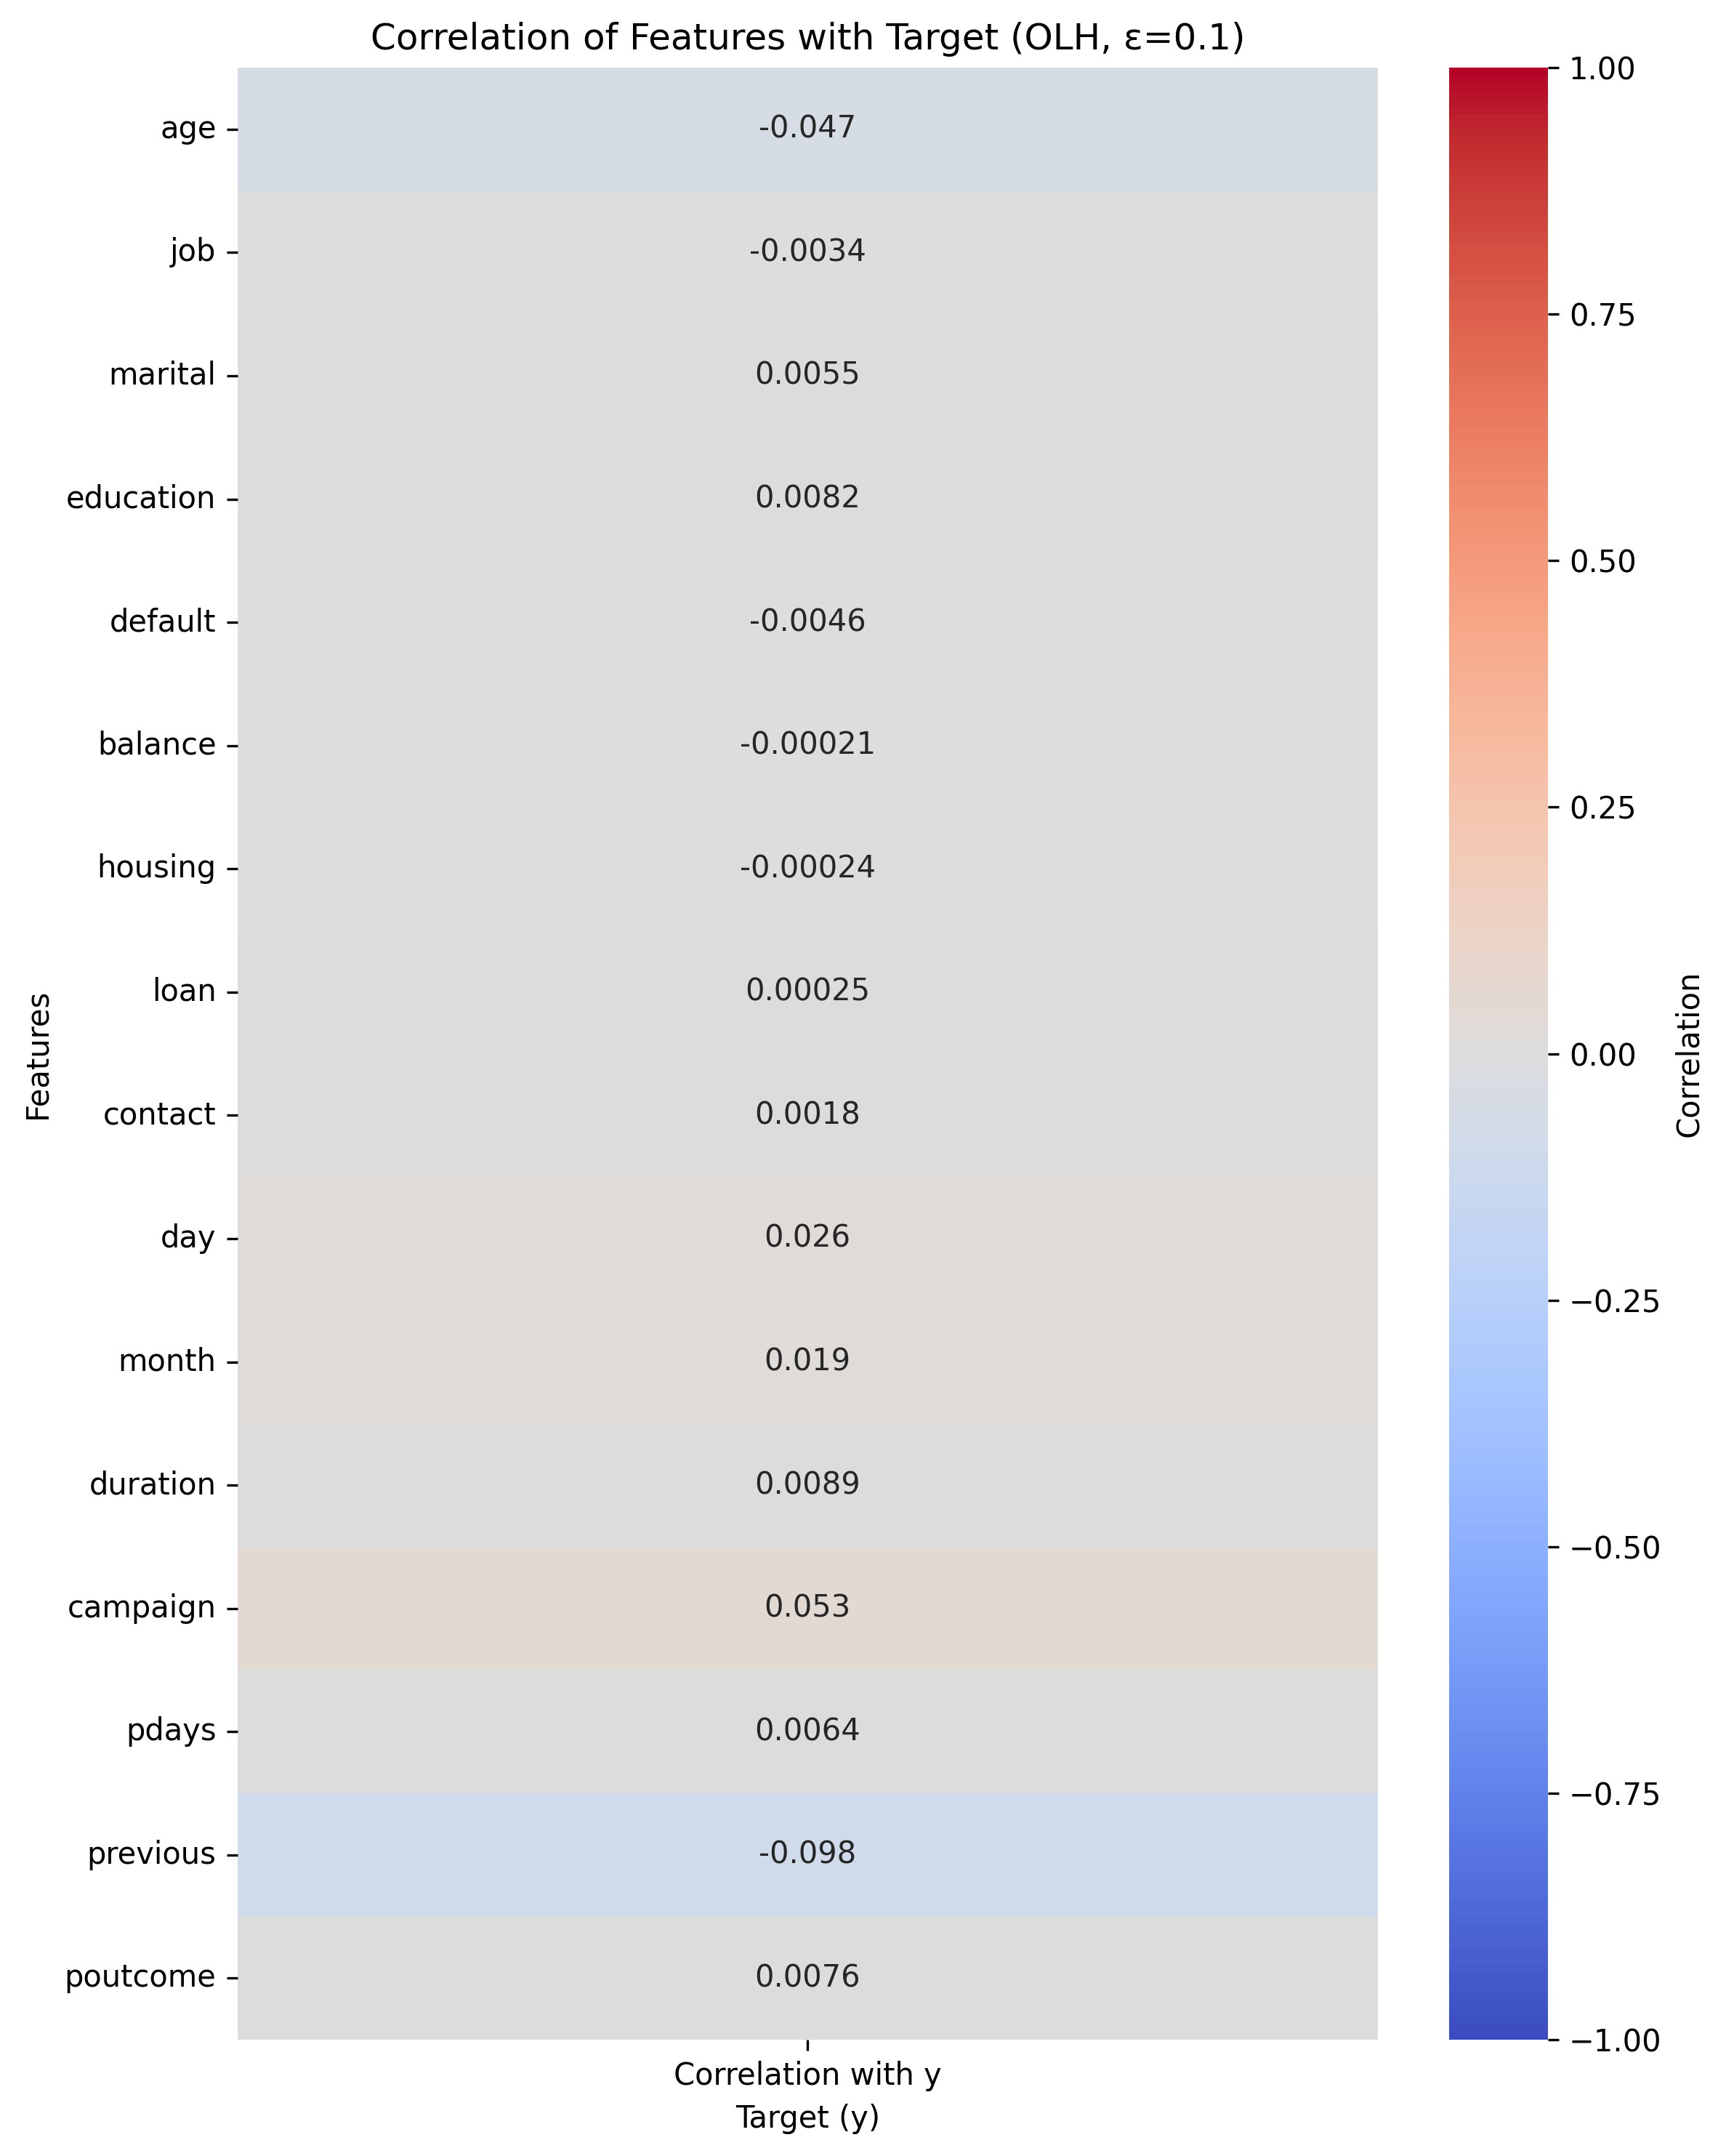 Correlation of Features with Target (OLH, ε=0.1)
age -0.047
job -0.0034
marital 0.0055
education 0.0082
default -0.0046
balance -0.00021
housing -0.00024
loan 0.00025
contact 0.0018
day 0.026
month 0.019
duration 0.0089
campaign 0.053
pdays 0.0064
previous -0.098
poutcome 0.0076
Features
Correlation with y
Target (y)
1.00
0.75
0.50
0.25
0.00
−0.25
−0.50
−0.75
−1.00
Correlation